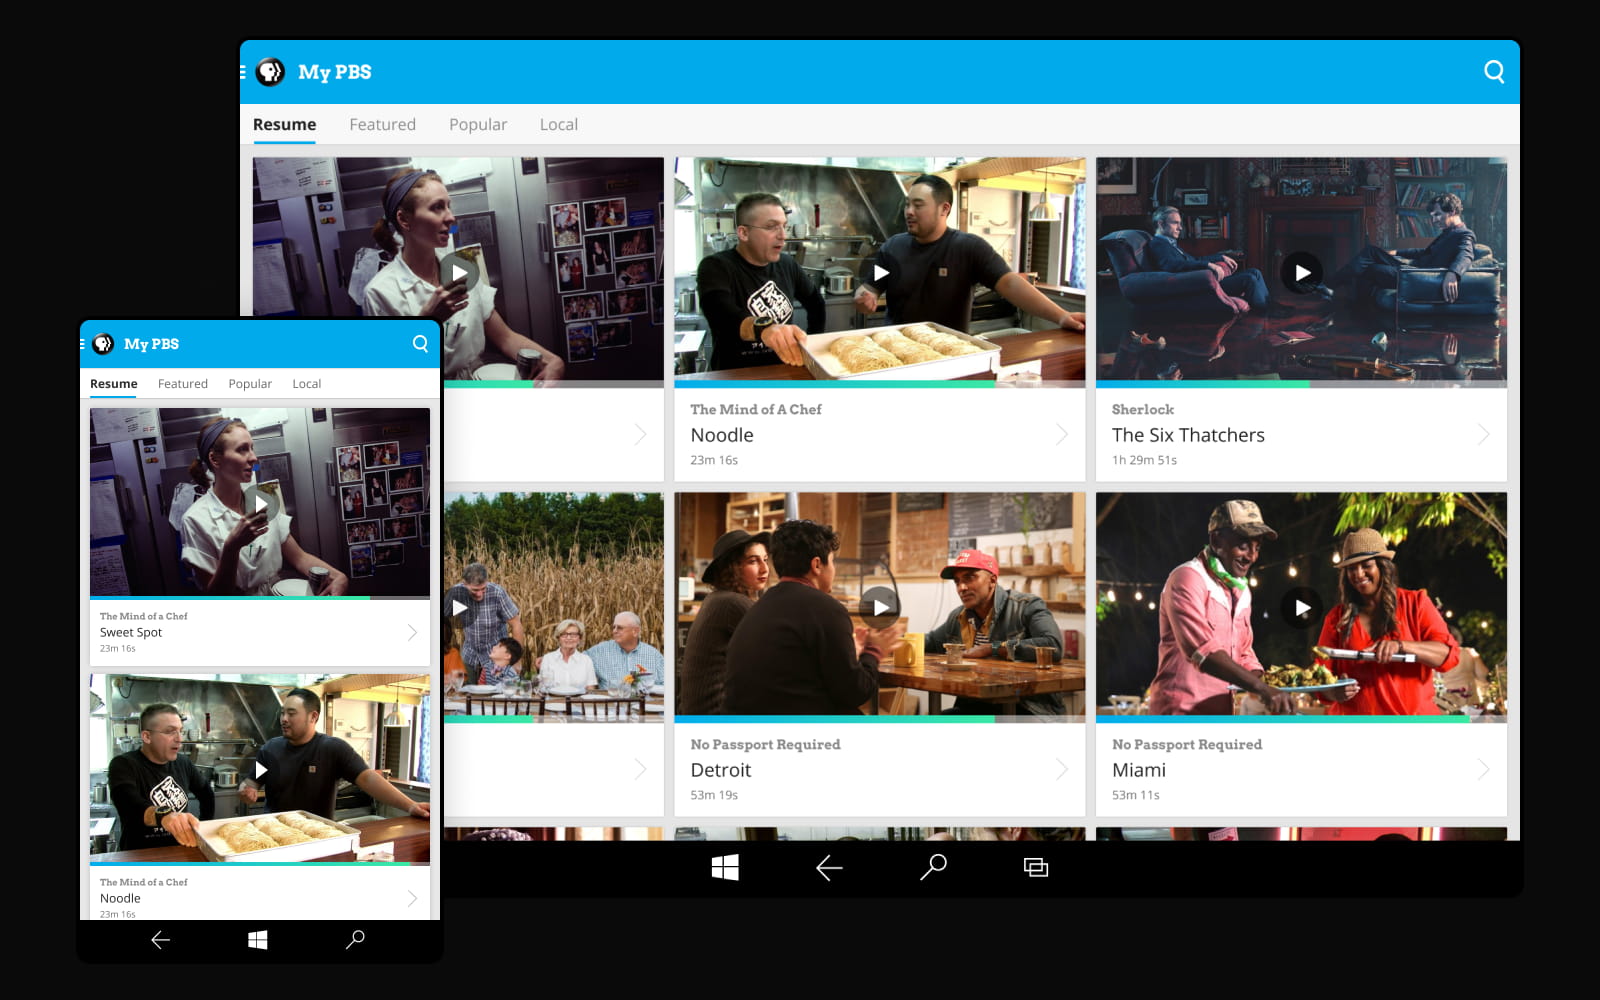 My PBS
Resume Featured Popular Local
The Mind of A Chef
Noodle
23m 16s
Sherlock
The Six Thatchers
1h 29m 51s
No Passport Required
Detroit
53m 19s
No Passport Required
Miami
53m 11s
My PBS
Resume Featured Popular Local
The Mind of a Chef
Sweet Spot
23m 16s
The Mind of a Chef
Noodle
23m 16s